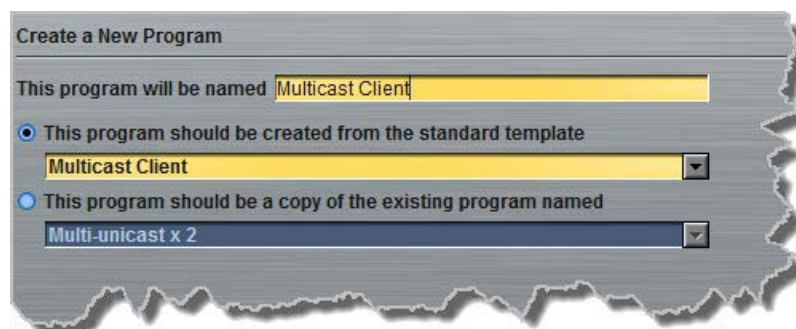 Create a New Program
This program will be named Multicast Client
This program should be created from the standard template
Multicast Client
This program should be a copy of the existing program named
Multi-unicast x 2